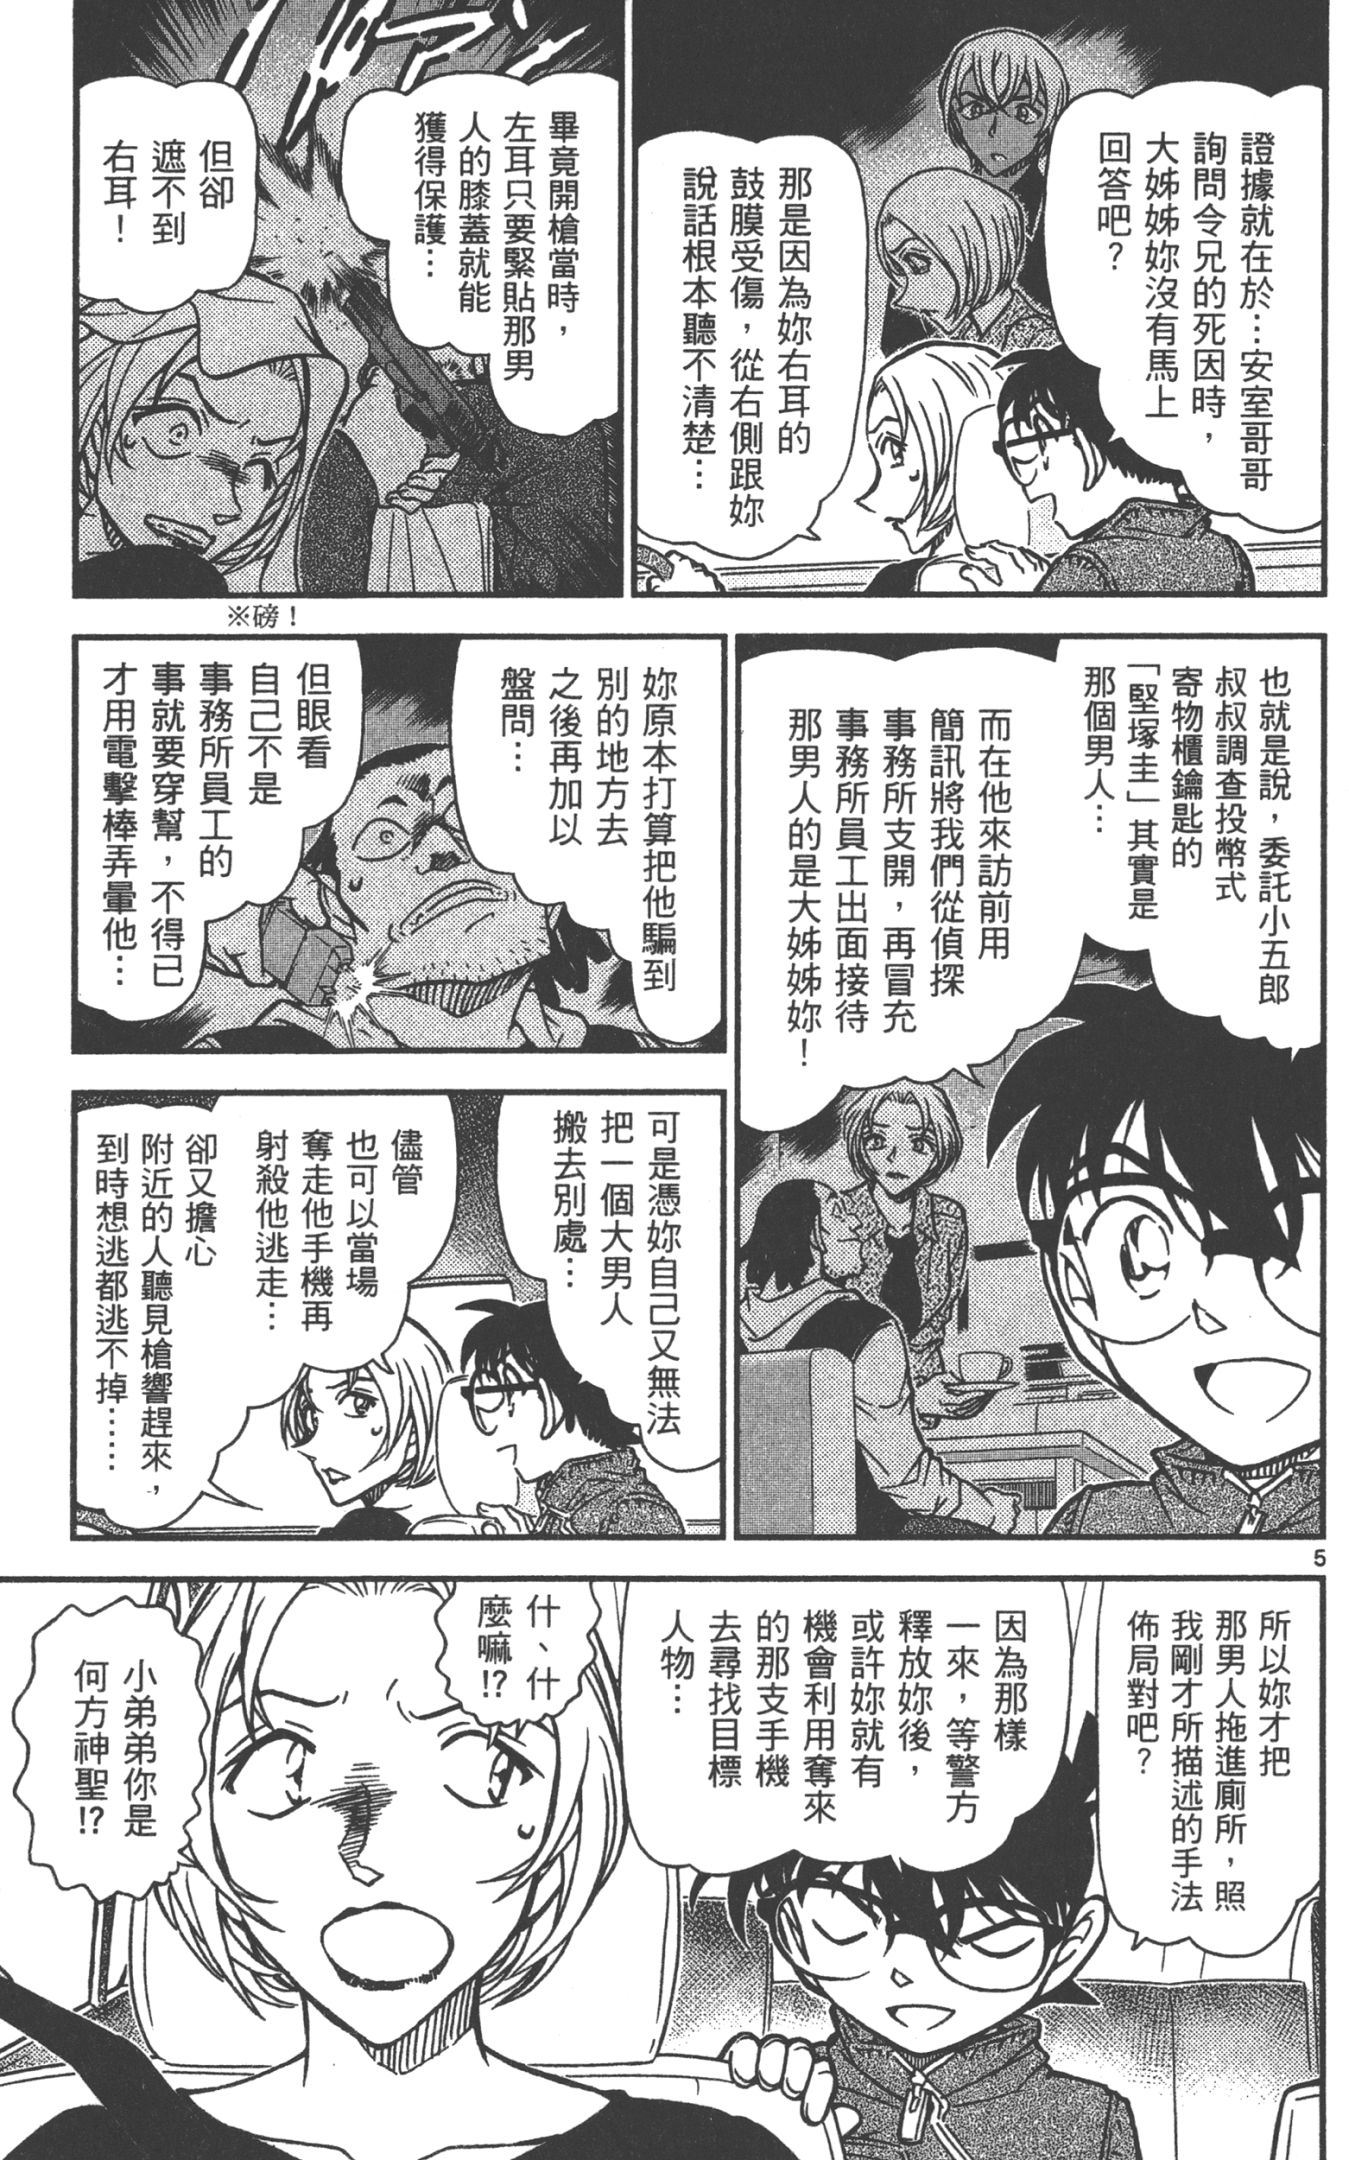 證據就在於…安室哥哥
詢問令兄的死因時，
大姊姊妳沒有馬上
回答吧？
那是因為妳右耳的
鼓膜受傷，從右側跟妳
說話根本聽不清楚…
畢竟開槍當時，
左耳只要緊貼那男
人的膝蓋就能
獲得保護…
但卻
遮不到
右耳！
※磅！
也就是說，委託小五郎
叔叔調查投幣式
寄物櫃鑰匙的
「堅塚圭」其實是
那個男人…
而在他來訪前用
簡訊將我們從偵探
事務所支開，再冒充
事務所員工出面接待
那男人的是大姊姊妳！
妳原本打算把他騙到
別的地方去
之後再加以
盤問…
但眼看
自己不是
事務所員工的
事就要穿幫，不得已
才用電擊棒弄暈他…
可是憑妳自己又無法
把一個大男人
搬去別處…
儘管
也可以當場
奪走他手機再
射殺他逃走…
卻又擔心
附近的人聽見槍響趕來，
到時想逃都逃不掉……
5
所以妳才把
那男人拖進廁所，照
我剛才所描述的手法
佈局對吧？
因為那樣
一來，等警方
釋放妳後，
或許妳就有
機會利用奪來
的那支手機
去尋找目標
人物…
什、什
麼嘛!?
小弟弟你是
何方神聖!?